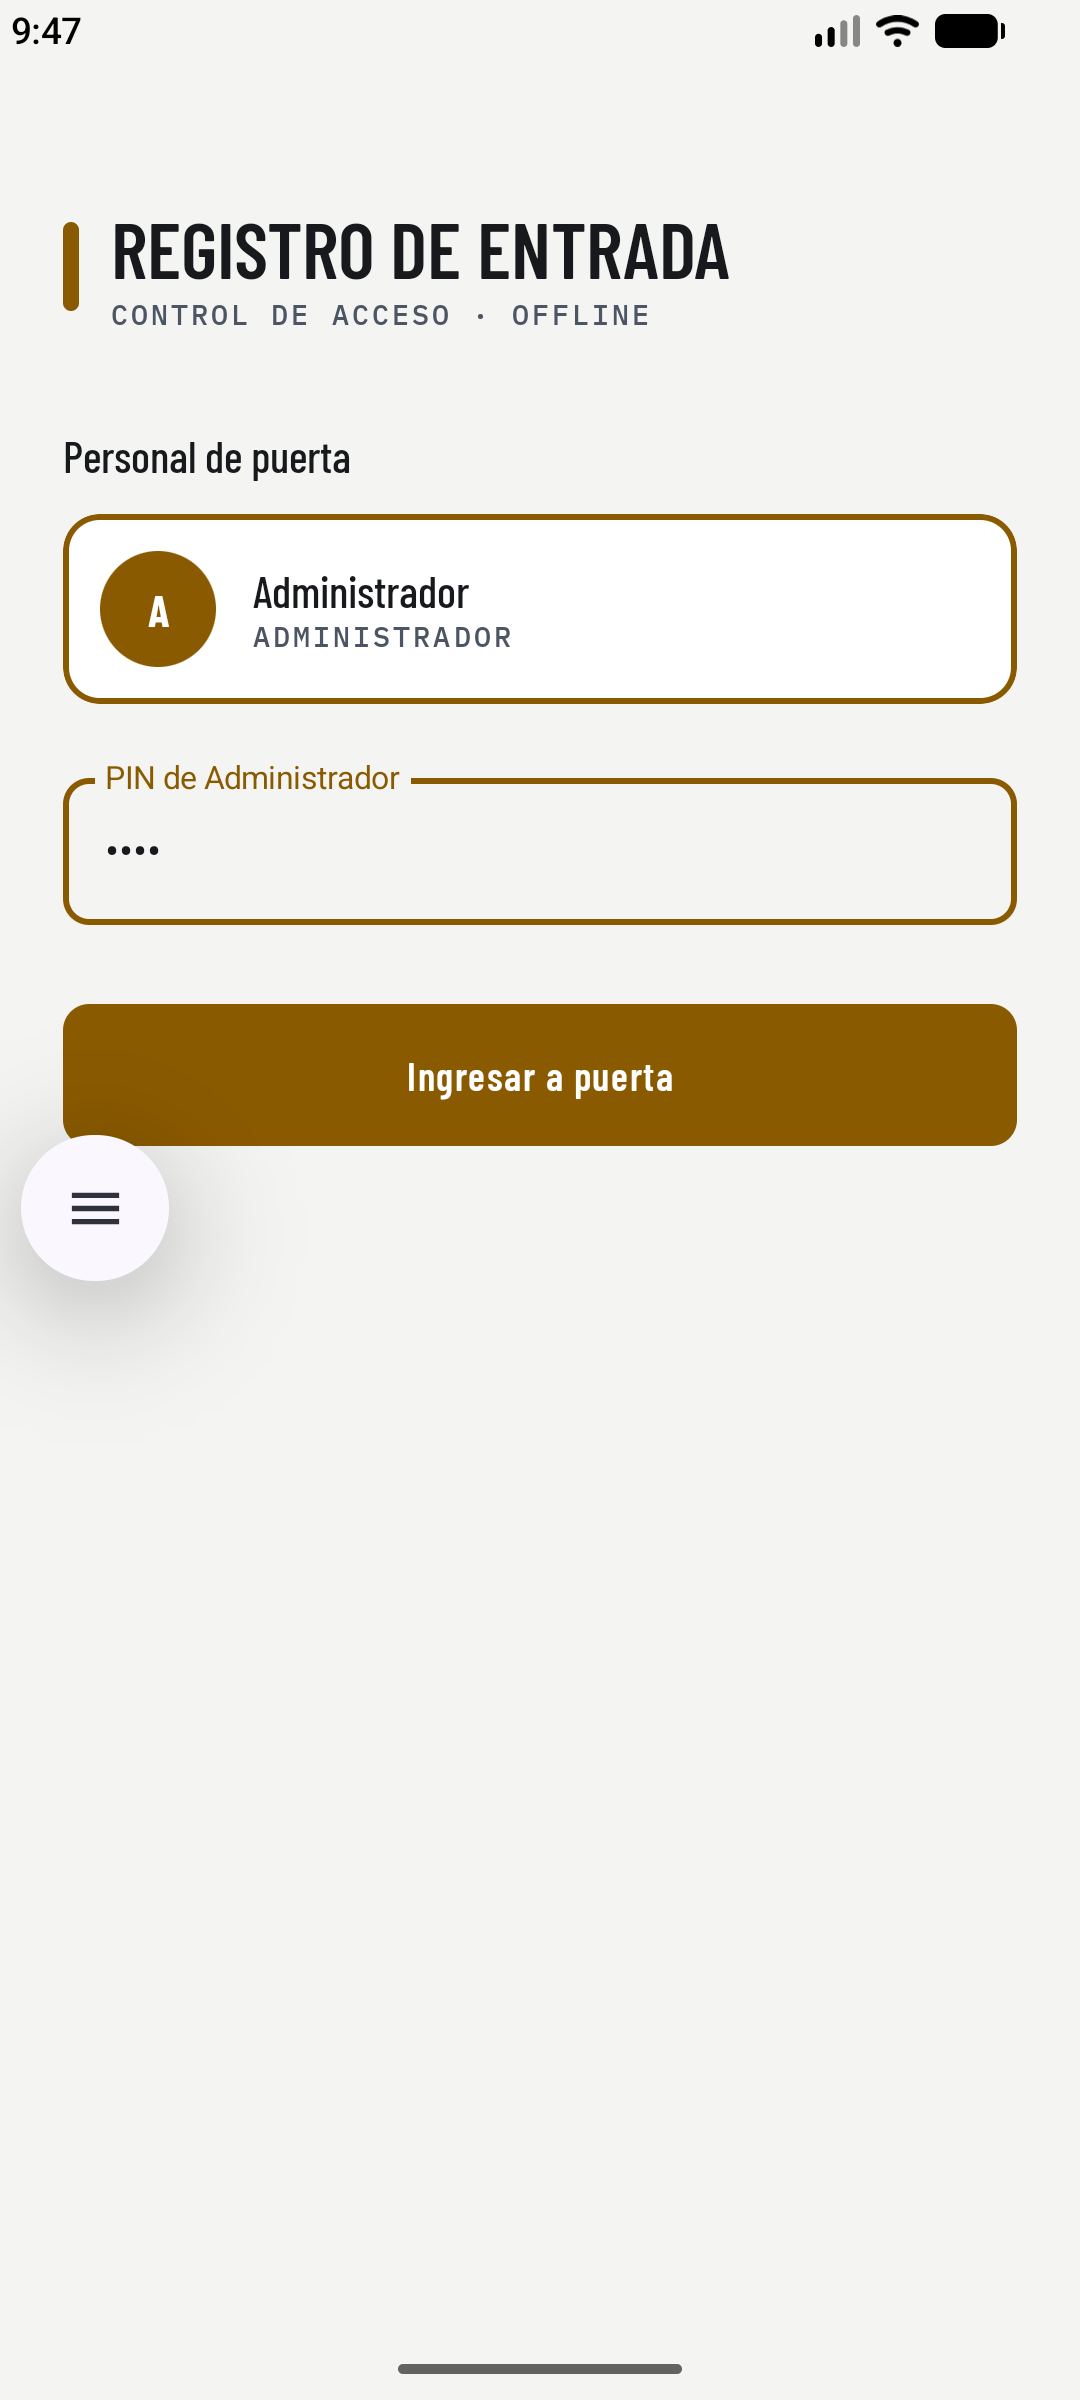 9:47
REGISTRO DE ENTRADA
CONTROL DE ACCESO · OFFLINE
Personal de puerta
A
Administrador
ADMINISTRADOR
PIN de Administrador
••••
Ingresar a puerta